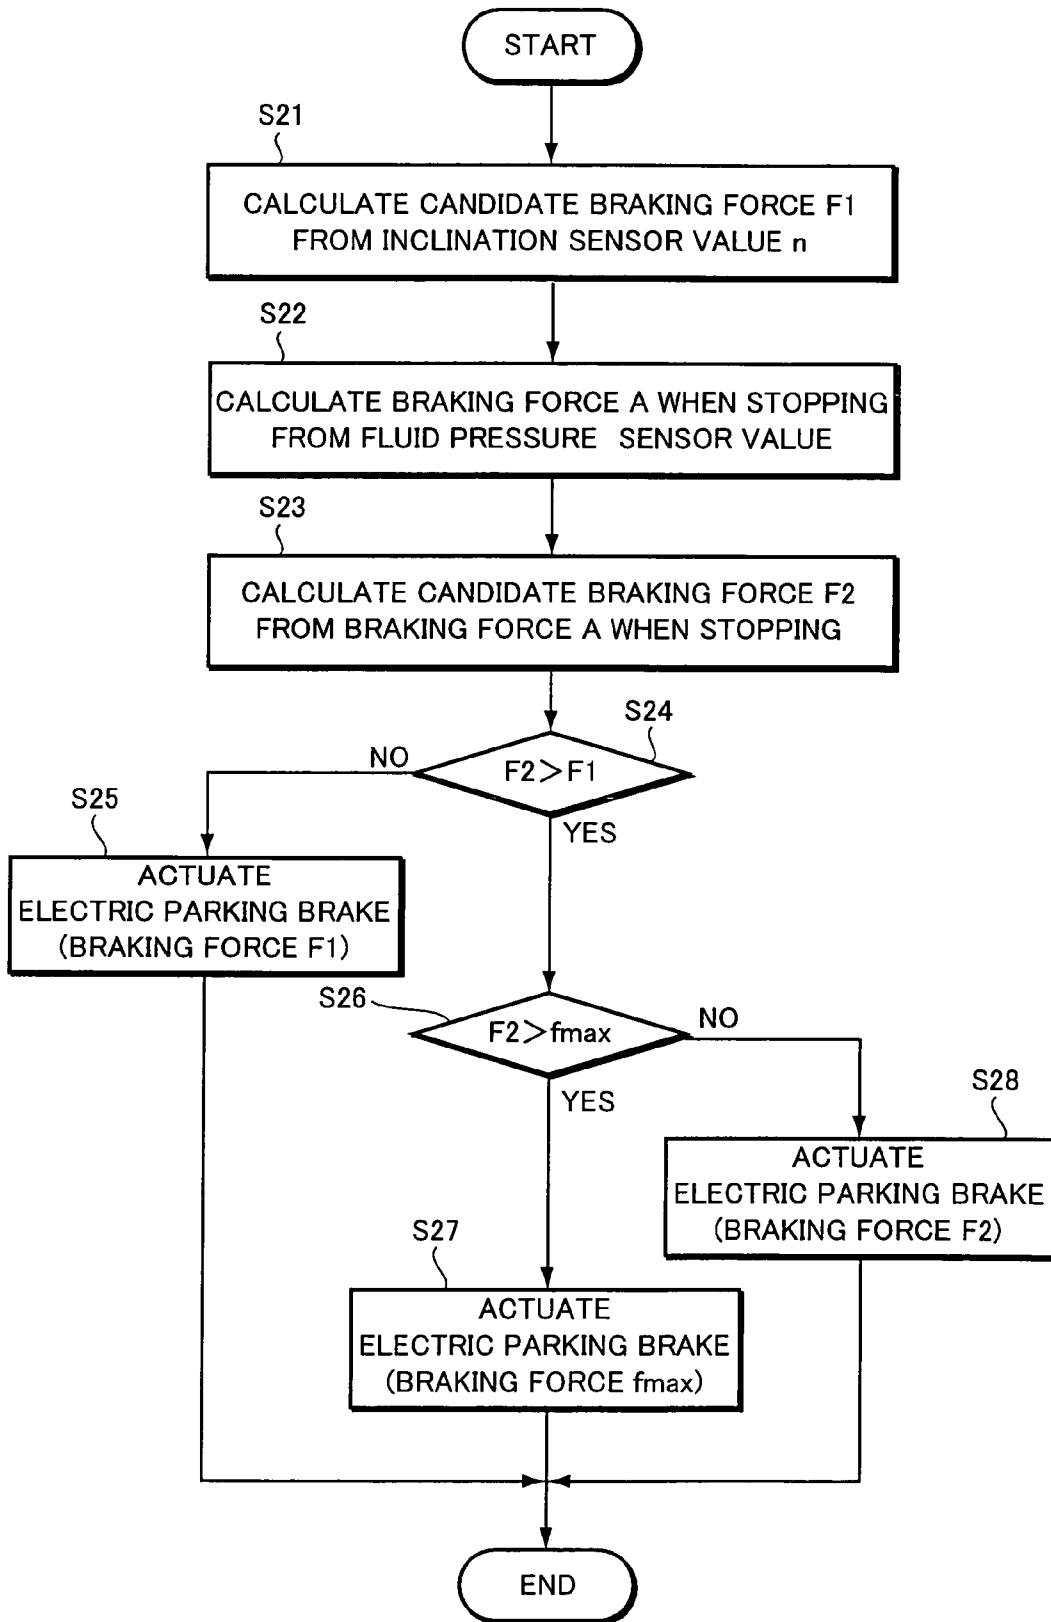 START
S21
CALCULATE CANDIDATE BRAKING FORCE F1
FROM INCLINATION SENSOR VALUE n
S22
CALCULATE BRAKING FORCE A WHEN STOPPING
FROM FLUID PRESSURE SENSOR VALUE
S23
CALCULATE CANDIDATE BRAKING FORCE F2
FROM BRAKING FORCE A WHEN STOPPING
S24
F2>F1
NO
YES
S25
ACTUATE
ELECTRIC PARKING BRAKE
(BRAKING FORCE F1)
S26
F2>fmax
NO
YES
S28
ACTUATE
ELECTRIC PARKING BRAKE
(BRAKING FORCE F2)
S27
ACTUATE
ELECTRIC PARKING BRAKE
(BRAKING FORCE fmax)
END